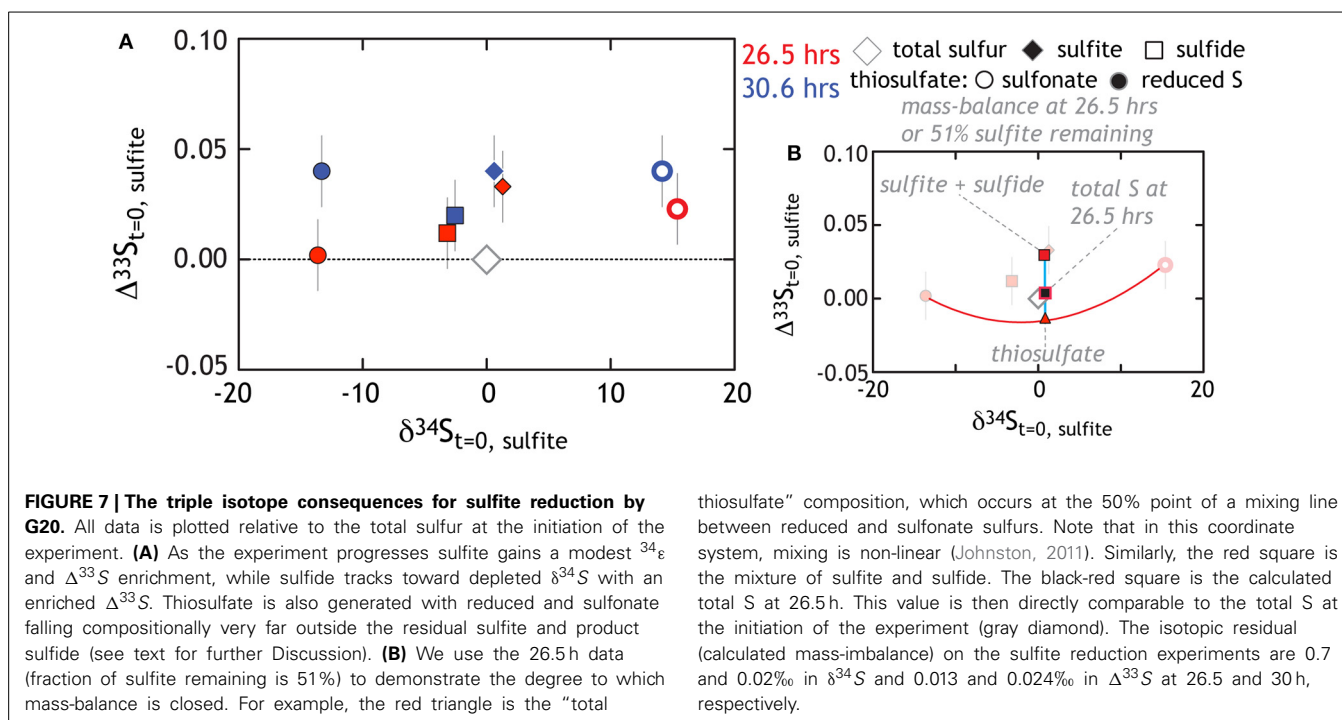 A
0.10
0.05
0.00
-0.05
-20
-10
0
10
20
Δ³³S t=0, sulfite
δ³⁴S t=0, sulfite
26.5 hrs
30.6 hrs
total sulfur sulfite sulfide
thiosulfate: sulfonate reduced S
mass-balance at 26.5 hrs
or 51% sulfite remaining
B
0.10
0.05
0.00
-0.05
-20
0
20
sulfite + sulfide
total S at
26.5 hrs
thiosulfate
Δ³³S t=0, sulfite
δ³⁴S t=0, sulfite
FIGURE 7 | The triple isotope consequences for sulfite reduction by
G20. All data is plotted relative to the total sulfur at the initiation of the
experiment. (A) As the experiment progresses sulfite gains a modest ³⁴ε
and Δ³³S enrichment, while sulfide tracks toward depleted δ³⁴S with an
enriched Δ³³S. Thiosulfate is also generated with reduced and sulfonate
falling compositionally very far outside the residual sulfite and product
sulfide (see text for further Discussion). (B) We use the 26.5 h data
(fraction of sulfite remaining is 51%) to demonstrate the degree to which
mass-balance is closed. For example, the red triangle is the “total
thiosulfate” composition, which occurs at the 50% point of a mixing line
between reduced and sulfonate sulfurs. Note that in this coordinate
system, mixing is non-linear (Johnston, 2011). Similarly, the red square is
the mixture of sulfite and sulfide. The black-red square is the calculated
total S at 26.5 h. This value is then directly comparable to the total S at
the initiation of the experiment (gray diamond). The isotopic residual
(calculated mass-imbalance) on the sulfite reduction experiments are 0.7
and 0.02‰ in δ³⁴S and 0.013 and 0.024‰ in Δ³³S at 26.5 and 30 h,
respectively.